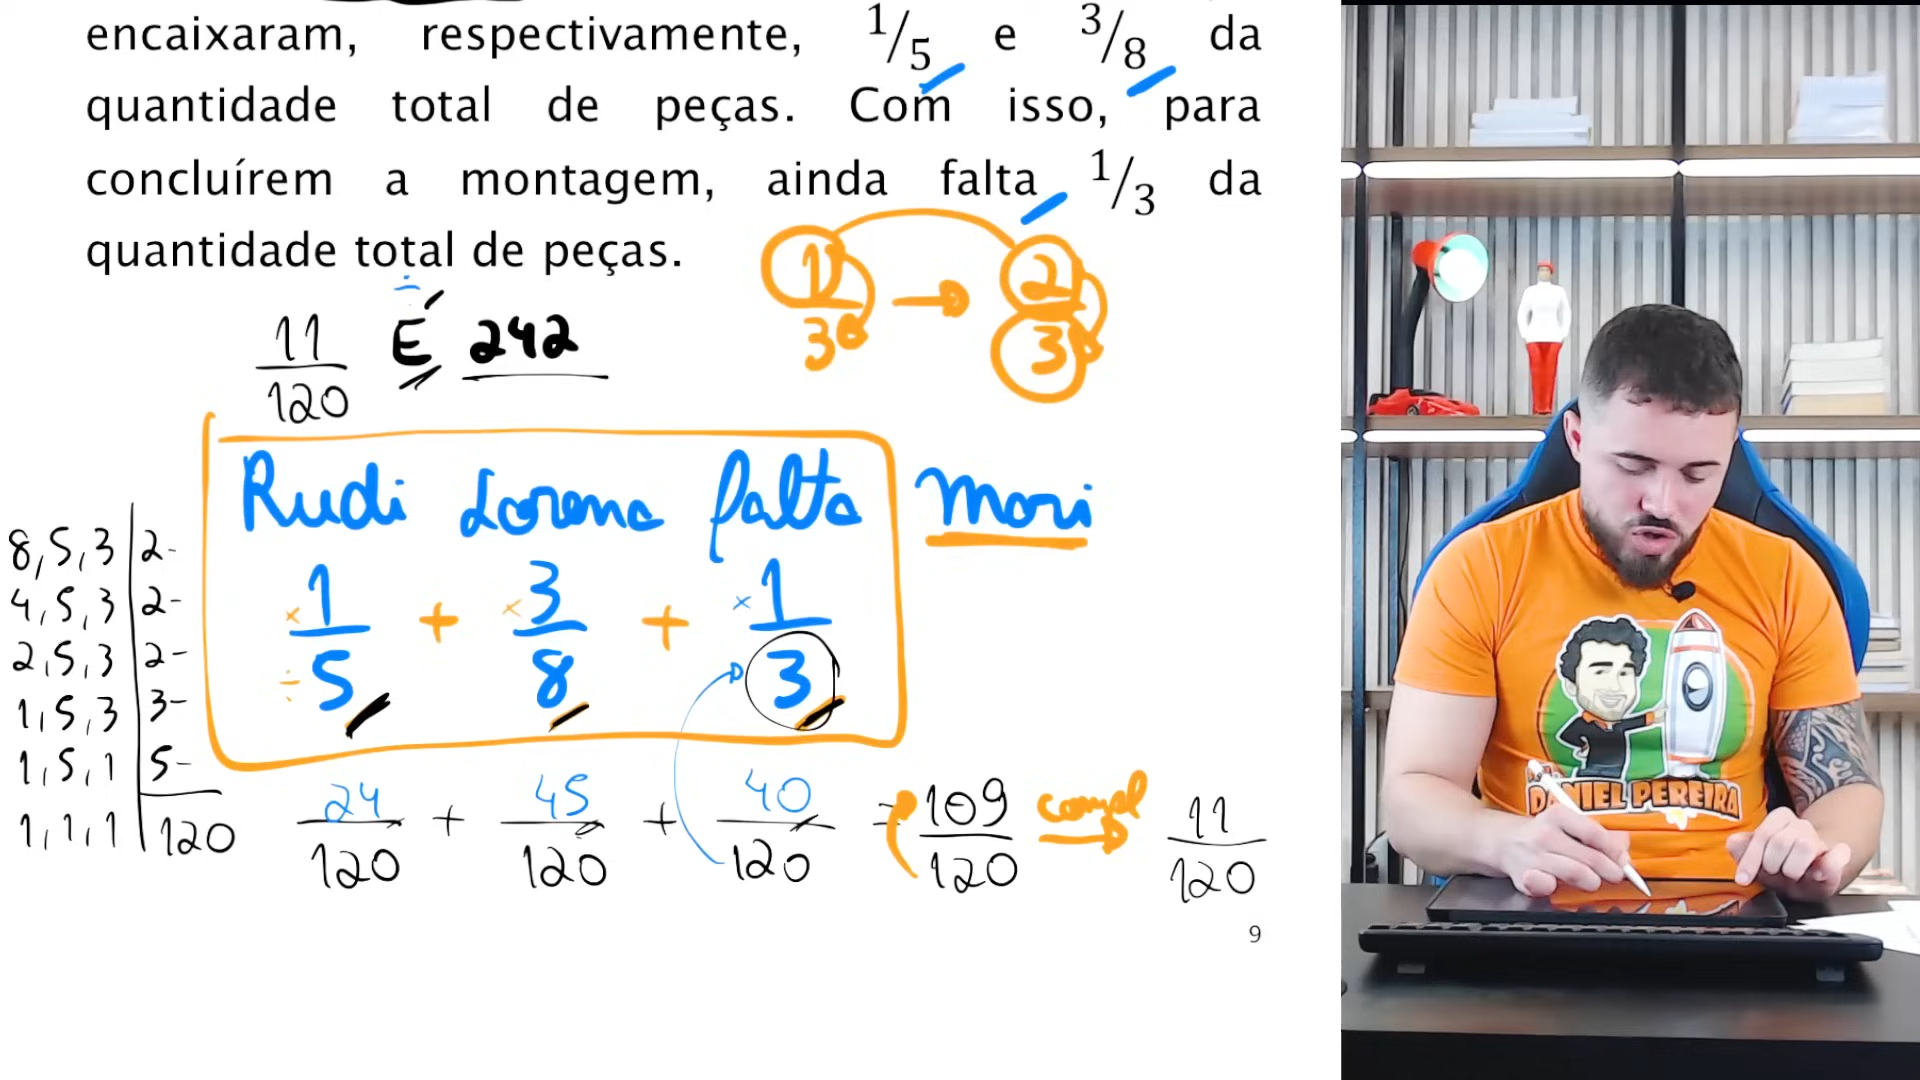 encaixaram, respectivamente, 1/5 e 3/8 da
quantidade total de peças. Com isso, para
concluírem a montagem, ainda falta 1/3 da
quantidade total de peças.
1/3 → 2/3
11/120 É 242
Rudi Lorena falta Mari
1/5 + 3/8 + 1/3
8,5,3 | 2
4,5,3 | 2
2,5,3 | 2
1,5,3 | 3
1,5,1 | 5
1,1,1 | 120
24/120 + 45/120 + 40/120 = 109/120 compl 11/120
9
DANIEL PEREIRA